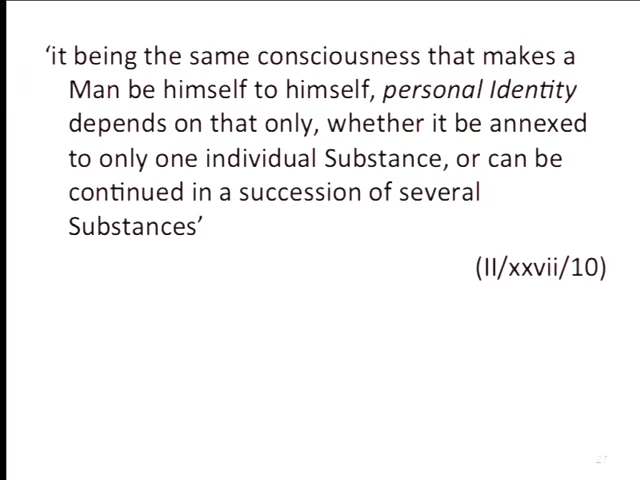 ‘it being the same consciousness that makes a
Man be himself to himself, personal Identity
depends on that only, whether it be annexed
to only one individual Substance, or can be
continued in a succession of several
Substances’
(II/xxvii/10)